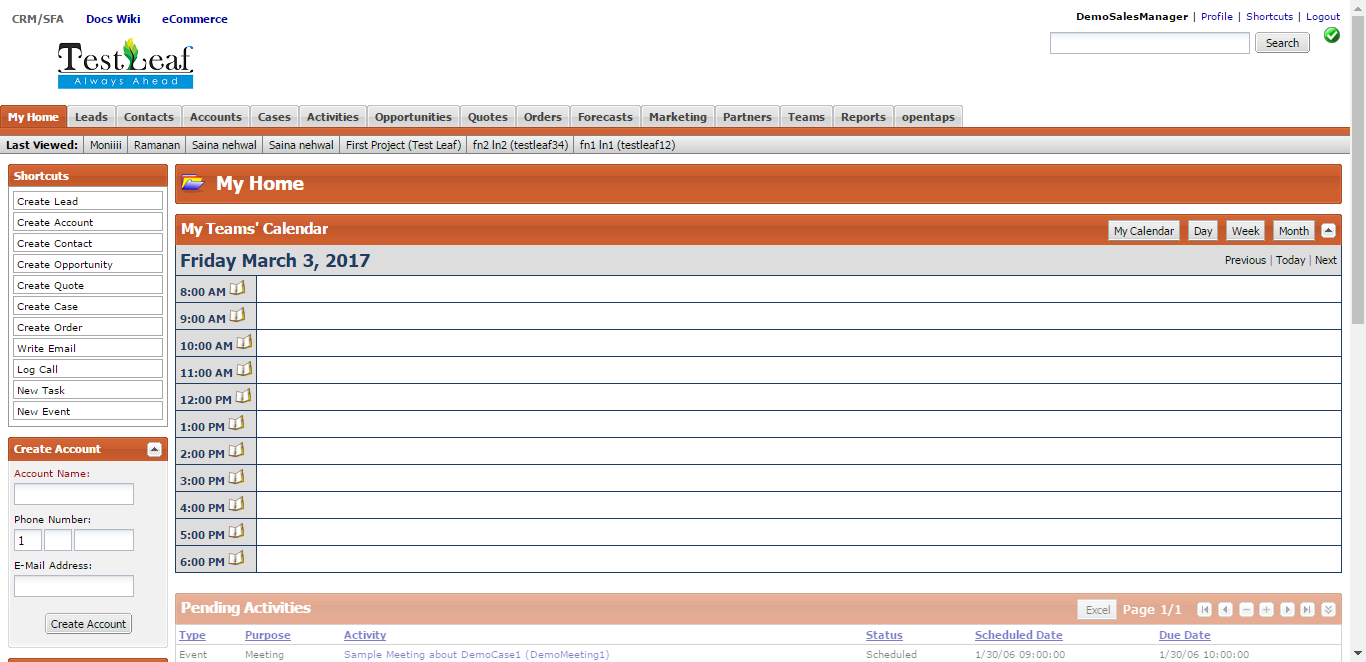 CRM/SFA Docs Wiki eCommerce
DemoSalesManager | Profile | Shortcuts | Logout
TestLeaf
Always Ahead
Search
My Home Leads Contacts Accounts Cases Activities Opportunities Quotes Orders Forecasts Marketing Partners Teams Reports opentaps
Last Viewed: Moniiii Ramanan Saina nehwal Saina nehwal First Project (Test Leaf) fn2 ln2 (testleaf34) fn1 ln1 (testleaf12)
Shortcuts
Create Lead
Create Account
Create Contact
Create Opportunity
Create Quote
Create Case
Create Order
Write Email
Log Call
New Task
New Event
Create Account
Account Name:
Phone Number:
1
E-Mail Address:
Create Account
My Home
My Teams' Calendar My Calendar Day Week Month
Friday March 3, 2017 Previous | Today | Next
8:00 AM
9:00 AM
10:00 AM
11:00 AM
12:00 PM
1:00 PM
2:00 PM
3:00 PM
4:00 PM
5:00 PM
6:00 PM
Pending Activities Excel Page 1/1
Type Purpose Activity Status Scheduled Date Due Date
Event Meeting Sample Meeting about DemoCase1 (DemoMeeting1) Scheduled 1/30/06 09:00:00 1/30/06 10:00:00